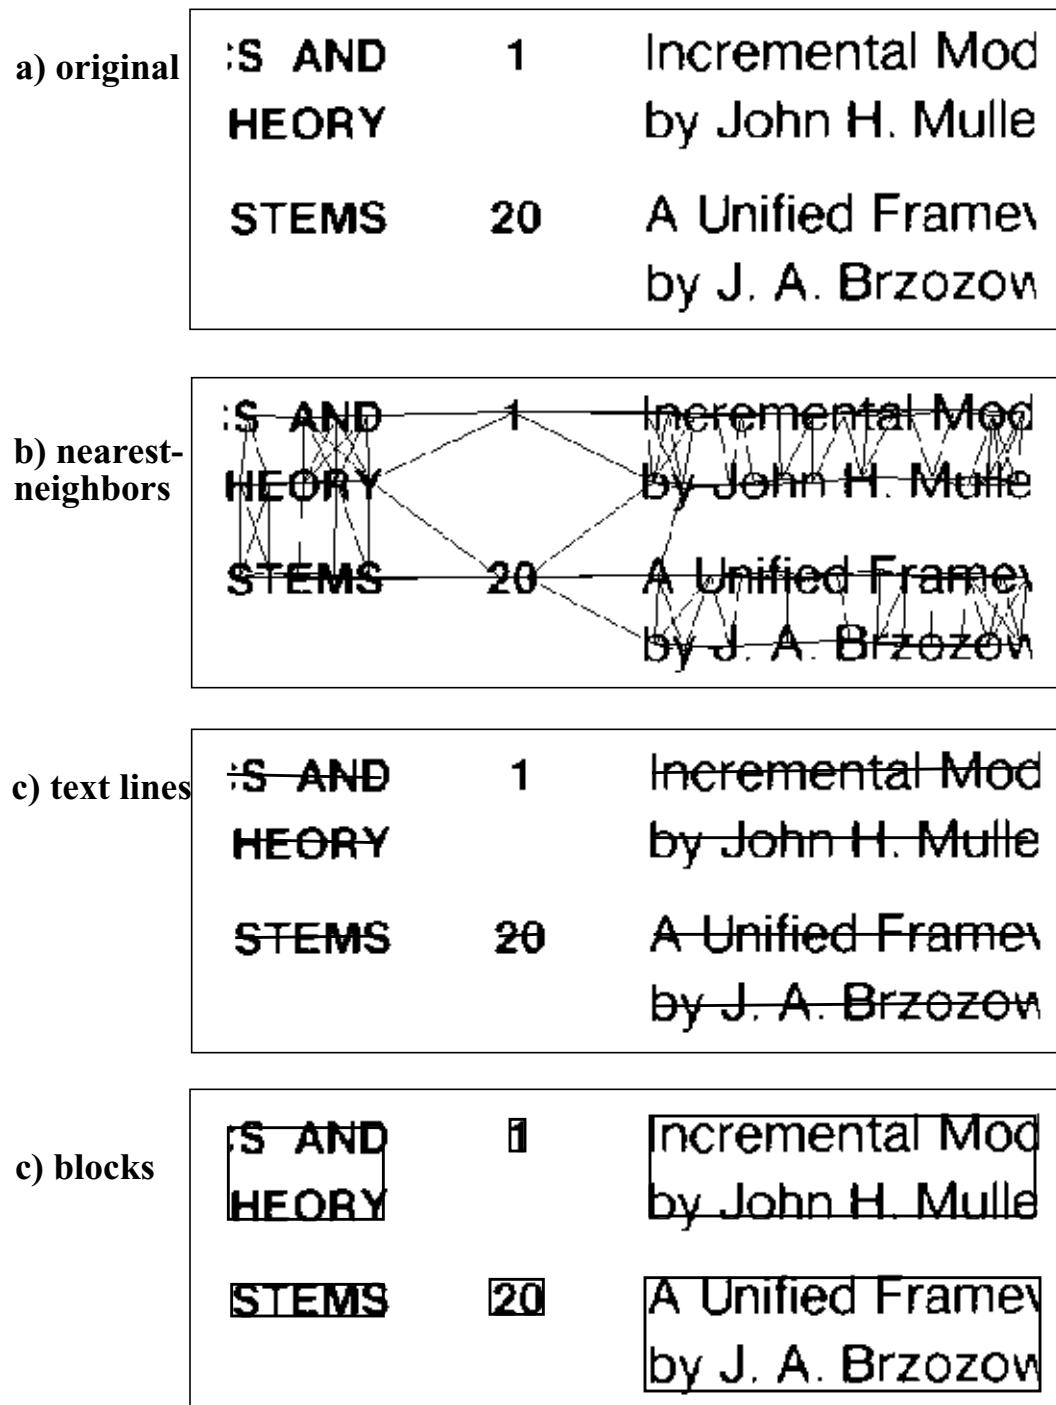 a) original
:S AND 1 Incremental Mod
HEORY by John H. Mulle
STEMS 20 A Unified Framev
by J. A. Brzozow
b) nearest-
neighbors
:S AND 1 Incremental Mod
HEORY by John H. Mulle
STEMS 20 A Unified Framev
by J. A. Brzozow
c) text lines
:S AND 1 Incremental Mod
HEORY by John H. Mulle
STEMS 20 A Unified Framev
by J. A. Brzozow
c) blocks
:S AND 1 Incremental Mod
HEORY by John H. Mulle
STEMS 20 A Unified Framev
by J. A. Brzozow